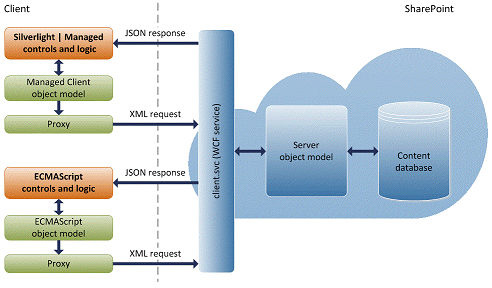 Client
SharePoint
Silverlight | Managed
controls and logic
JSON response
Managed Client
object model
Proxy
XML request
client.svc (WCF service)
Server
object model
Content
database
ECMAScript
controls and logic
JSON response
ECMAScript
object model
Proxy
XML request